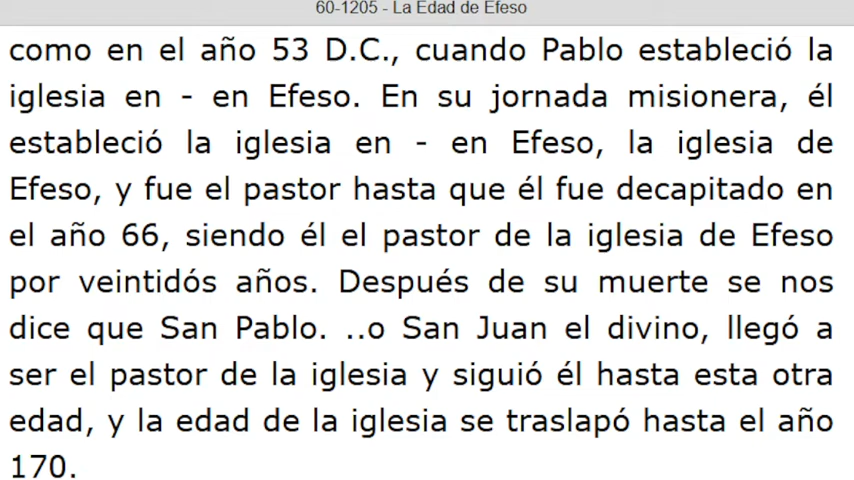 60-1205 - La Edad de Efeso
como en el año 53 D.C., cuando Pablo estableció la
iglesia en - en Efeso. En su jornada misionera, él
estableció la iglesia en - en Efeso, la iglesia de
Efeso, y fue el pastor hasta que él fue decapitado en
el año 66, siendo él el pastor de la iglesia de Efeso
por veintidós años. Después de su muerte se nos
dice que San Pablo. ..o San Juan el divino, llegó a
ser el pastor de la iglesia y siguió él hasta esta otra
edad, y la edad de la iglesia se traslapó hasta el año
170.